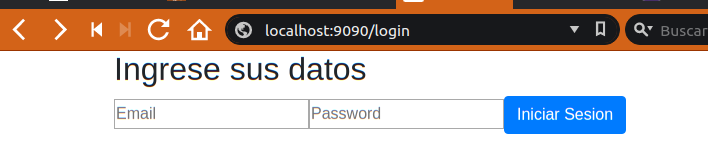 localhost:9090/login
Buscar
Ingrese sus datos
Email
Password
Iniciar Sesion